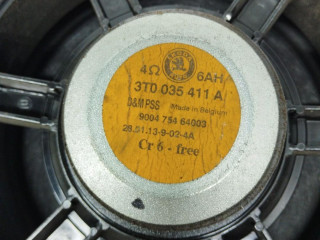 4Ω 6AH
3TD 035 411 A
D&M PSS Made in Belgium
9004 754 64003
28.01.13-9-02-4A
Cr 6 - free